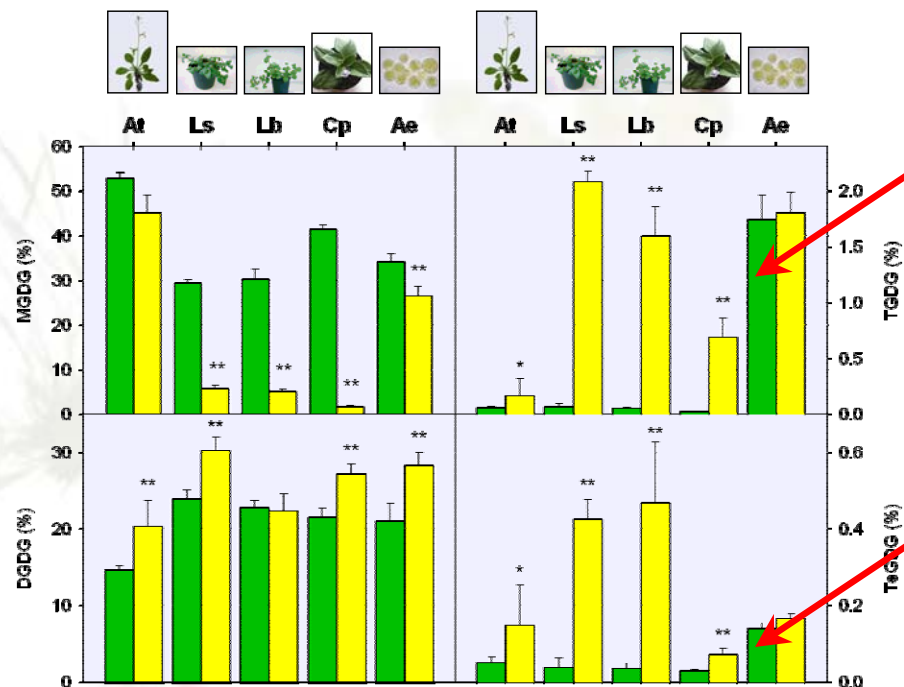 At Ls Lb Cp Ae At Ls Lb Cp Ae
60
50
40
30
20
10
0
MGDG (%)
** ** ** **
2.0
1.5
1.0
0.5
0.0
TGDG (%)
* ** ** **
30
20
10
0
DGDG (%)
** ** ** **
0.6
0.4
0.2
0.0
TeGDG (%)
* ** ** **